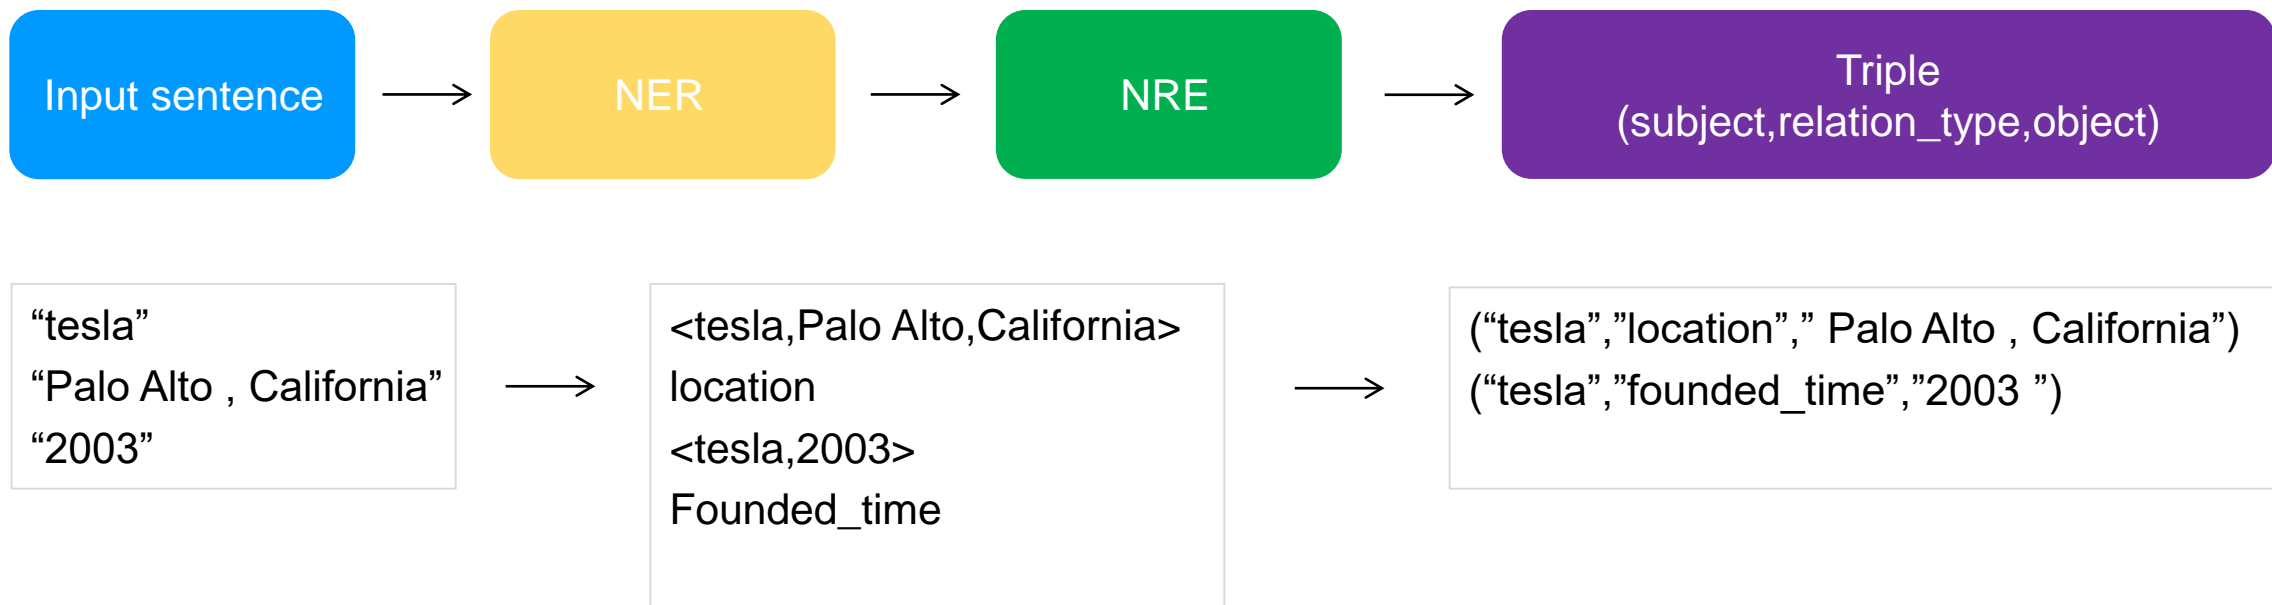 Input sentence
NER
NRE
Triple
(subject,relation_type,object)
“tesla”
“Palo Alto , California”
“2003”
<tesla,Palo Alto,California>
location
<tesla,2003>
Founded_time
(“tesla”,”location”,” Palo Alto , California”)
(“tesla”,”founded_time”,”2003 ”)